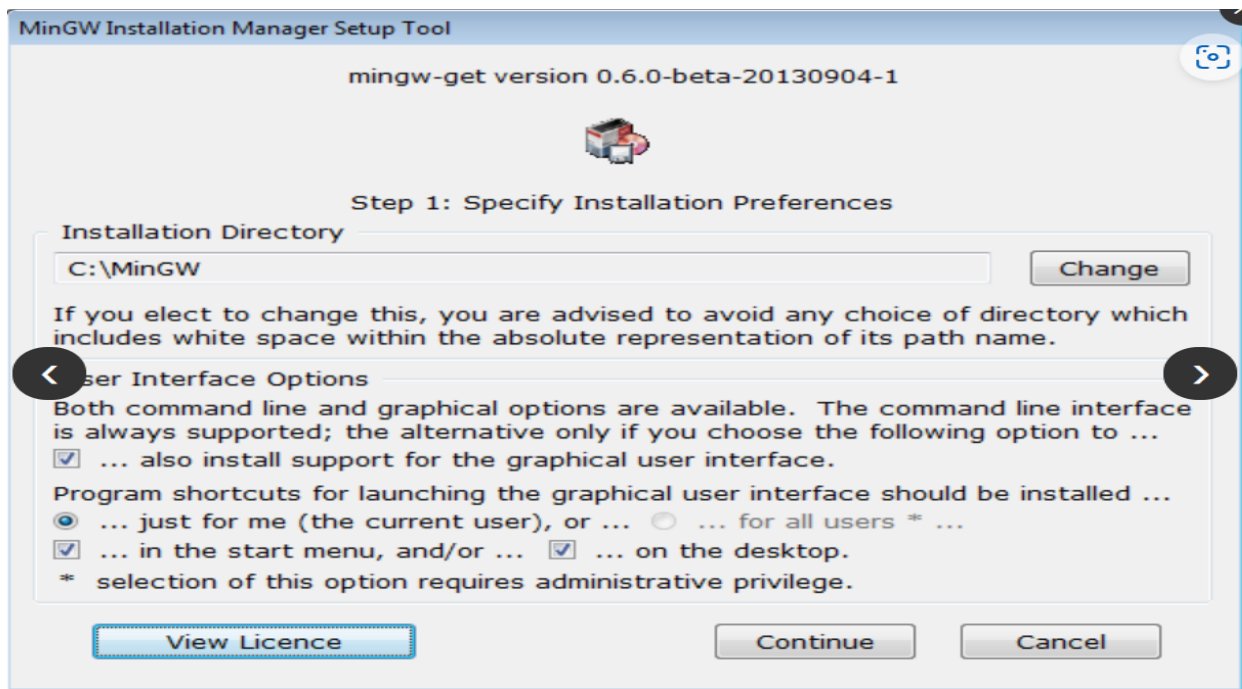 MinGW Installation Manager Setup Tool
mingw-get version 0.6.0-beta-20130904-1
Step 1: Specify Installation Preferences
Installation Directory
C:\MinGW
Change
If you elect to change this, you are advised to avoid any choice of directory which
includes white space within the absolute representation of its path name.
ser Interface Options
Both command line and graphical options are available. The command line interface
is always supported; the alternative only if you choose the following option to ...
... also install support for the graphical user interface.
Program shortcuts for launching the graphical user interface should be installed ...
... just for me (the current user), or ... ... for all users * ...
... in the start menu, and/or ... ... on the desktop.
* selection of this option requires administrative privilege.
View Licence Continue Cancel